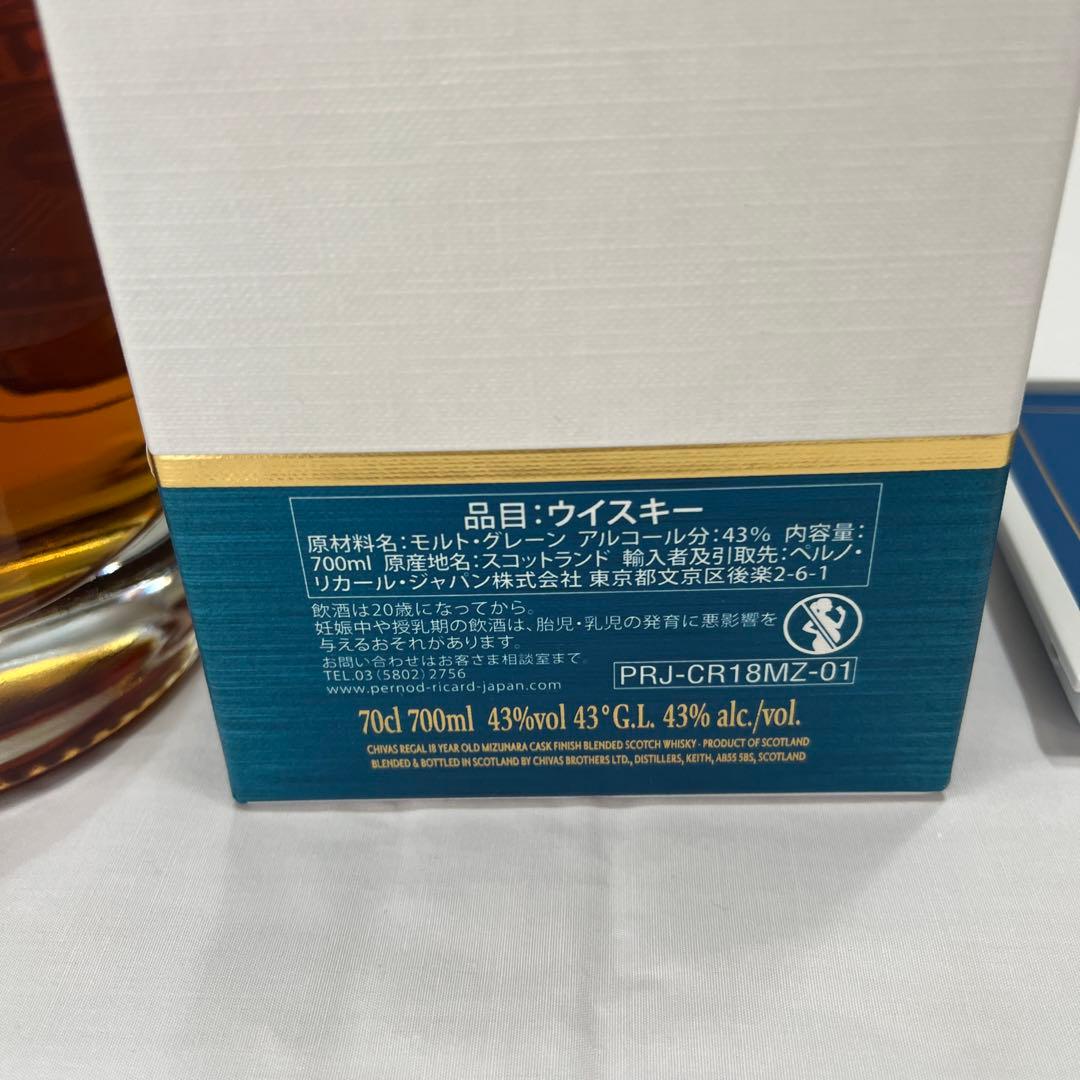 品目:ウイスキー
原材料名:モルト・グレーン アルコール分:43% 内容量:
700ml 原産地名:スコットランド 輸入者及引取先:ペルノ・
リカール・ジャパン株式会社 東京都文京区後楽2-6-1
飲酒は20歳になってから。
妊娠中や授乳期の飲酒は、胎児・乳児の発育に悪影響を
与えるおそれがあります。
お問い合わせはお客さま相談室まで。
TEL.03(5802)2756
www.pernod-ricard-japan.com
PRJ-CR18MZ-01
70cl 700ml 43%vol 43°G.L. 43% alc./vol.
CHIVAS REGAL 18 YEAR OLD MIZUNARA CASK FINISH BLENDED SCOTCH WHISKY · PRODUCT OF SCOTLAND
BLENDED & BOTTLED IN SCOTLAND BY CHIVAS BROTHERS LTD., DISTILLERS, KEITH, AB55 5BS, SCOTLAND